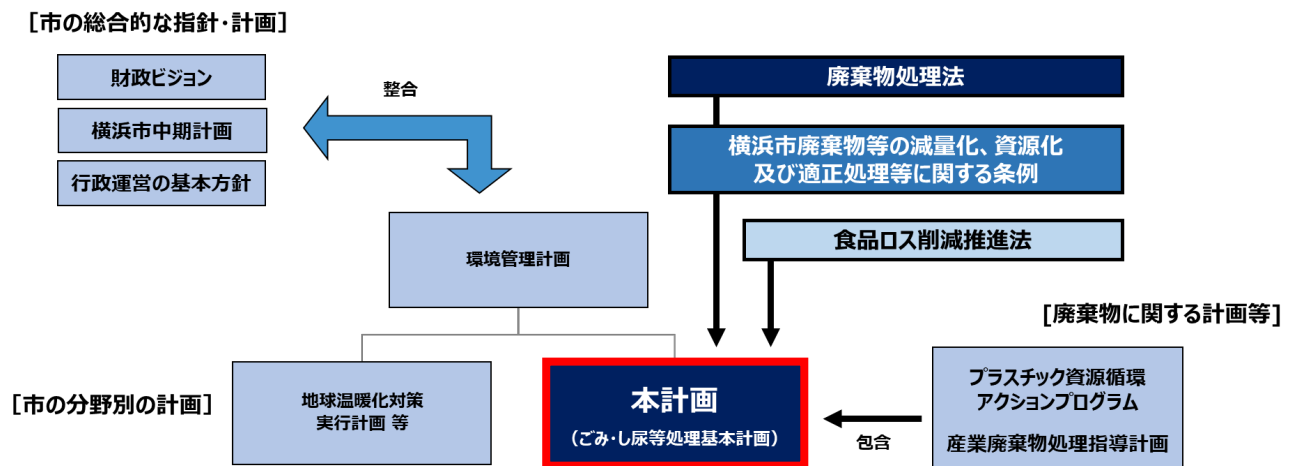 ［市の総合的な指針・計画］
財政ビジョン
横浜市中期計画
行政運営の基本方針
整合
廃棄物処理法
横浜市廃棄物等の減量化、資源化
及び適正処理等に関する条例
食品ロス削減推進法
環境管理計画
［廃棄物に関する計画等］
［市の分野別の計画］
地球温暖化対策
実行計画 等
本計画
（ごみ・し尿等処理基本計画）
包含
プラスチック資源循環
アクションプログラム
産業廃棄物処理指導計画